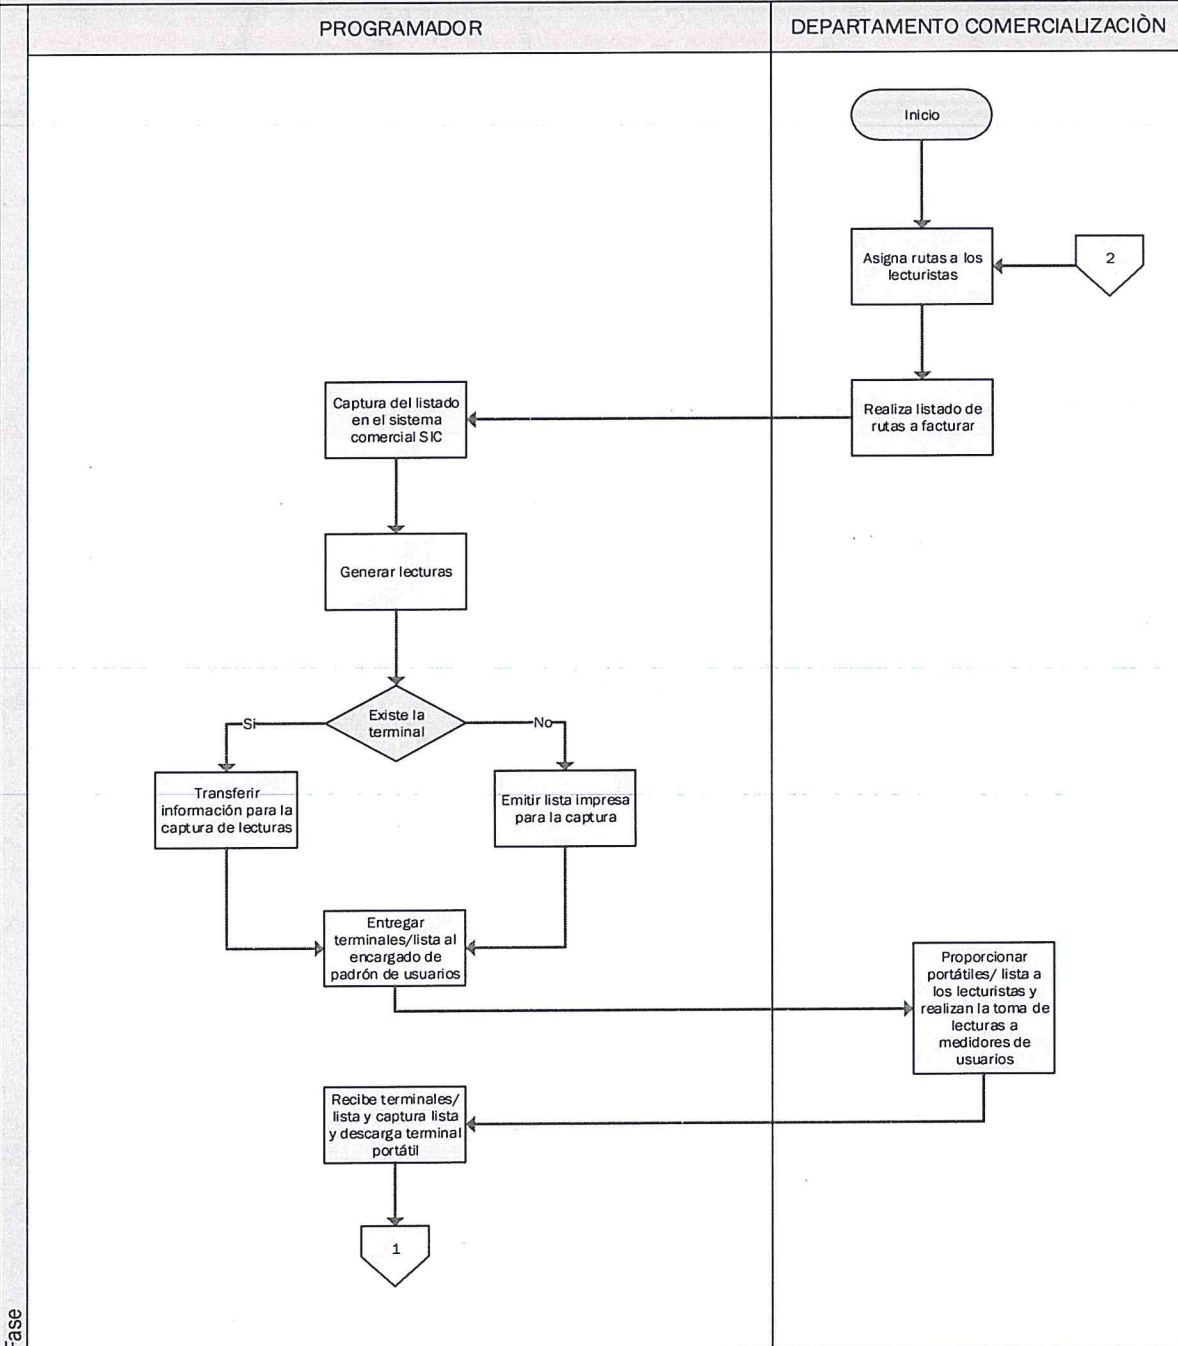 PROGRAMADOR
DEPARTAMENTO COMERCIALIZACIÒN
Inicio
Asigna rutas a los
lecturistas
2
Captura del listado
en el sistema
comercial SIC
Realiza listado de
rutas a facturar
Generar lecturas
Existe la
terminal
Si
No
Transferir
información para la
captura de lecturas
Emitir lista impresa
para la captura
Entregar
terminales/lista al
encargado de
padrón de usuarios
Proporcionar
portátiles/ lista a
los lecturistas y
realizan la toma de
lecturas a
medidores de
usuarios
Recibe terminales/
lista y captura lista
y descarga terminal
portátil
1
Fase